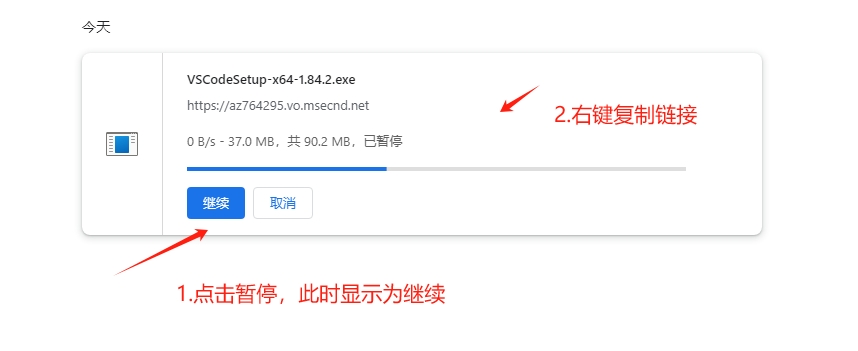 今天
VSCodeSetup-x64-1.84.2.exe
https://az764295.vo.msecnd.net
2.右键复制链接
0 B/s - 37.0 MB，共 90.2 MB，已暂停
继续
取消
1.点击暂停，此时显示为继续